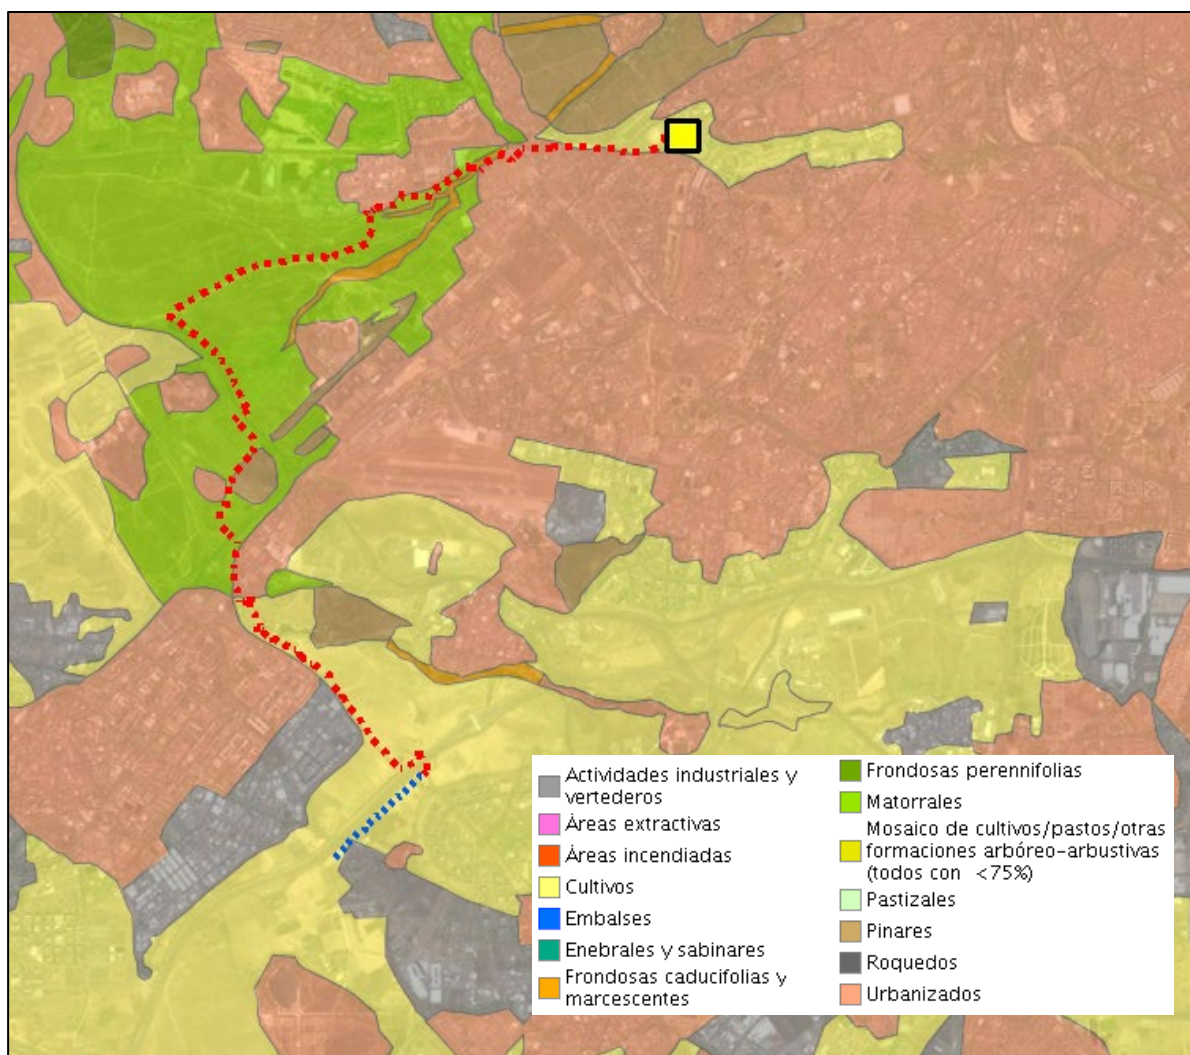 Actividades industriales y
vertederos
Áreas extractivas
Áreas incendiadas
Cultivos
Embalses
Enebrales y sabinares
Frondosas caducifolias y
marcescentes
Frondosas perennifolias
Matorrales
Mosaico de cultivos/pastos/otras
formaciones arbóreo-arbustivas
(todos con <75%)
Pastizales
Pinares
Roquedos
Urbanizados